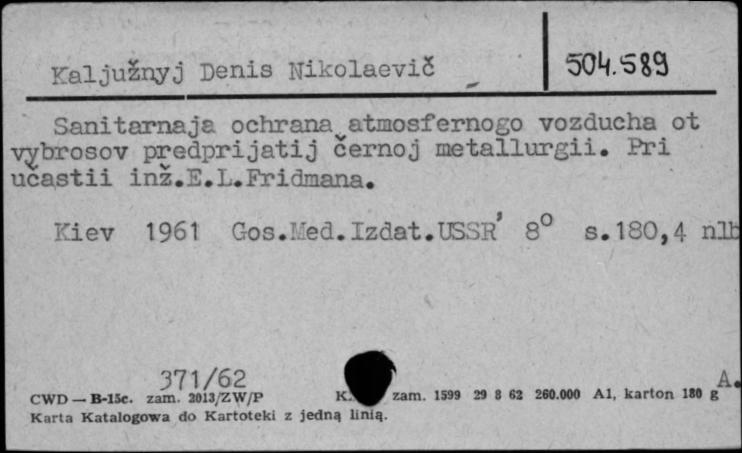 Kaljužnyj Denis Nikolaevič 504.589
Sanitarnaja ochrana atmosfernogo vozducha ot
vybrosov predprijatij černoj metallurgii. Pri
učastii inž.E.L.Fridmana.
Kiev 1961 Gos.Med.Izdat.USSR' 8° s.180,4 nlb
371/62 A.
CWD — B-15c. zam. 2013/ZW/P zam. 1599 29 8 62 260.000 A1, karton 180 g
Karta Katalogowa do Kartoteki z jedną linią.